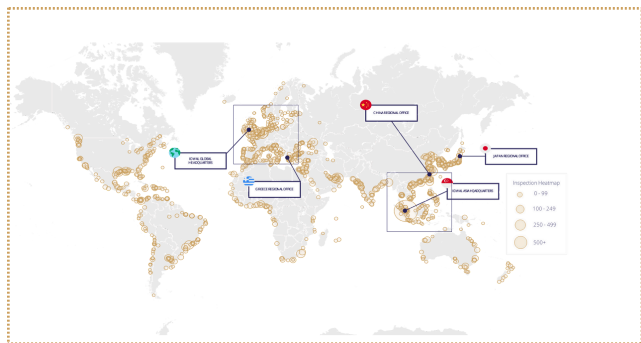 CHINA REGIONAL OFFICE
IDWAL GLOBAL
HEADQUARTERS
JAPAN REGIONAL OFFICE
GREECE REGIONAL OFFICE
IDWAL ASIA HEADQUARTERS
Inspection Heatmap
0 - 99
100 - 249
250 - 499
500+